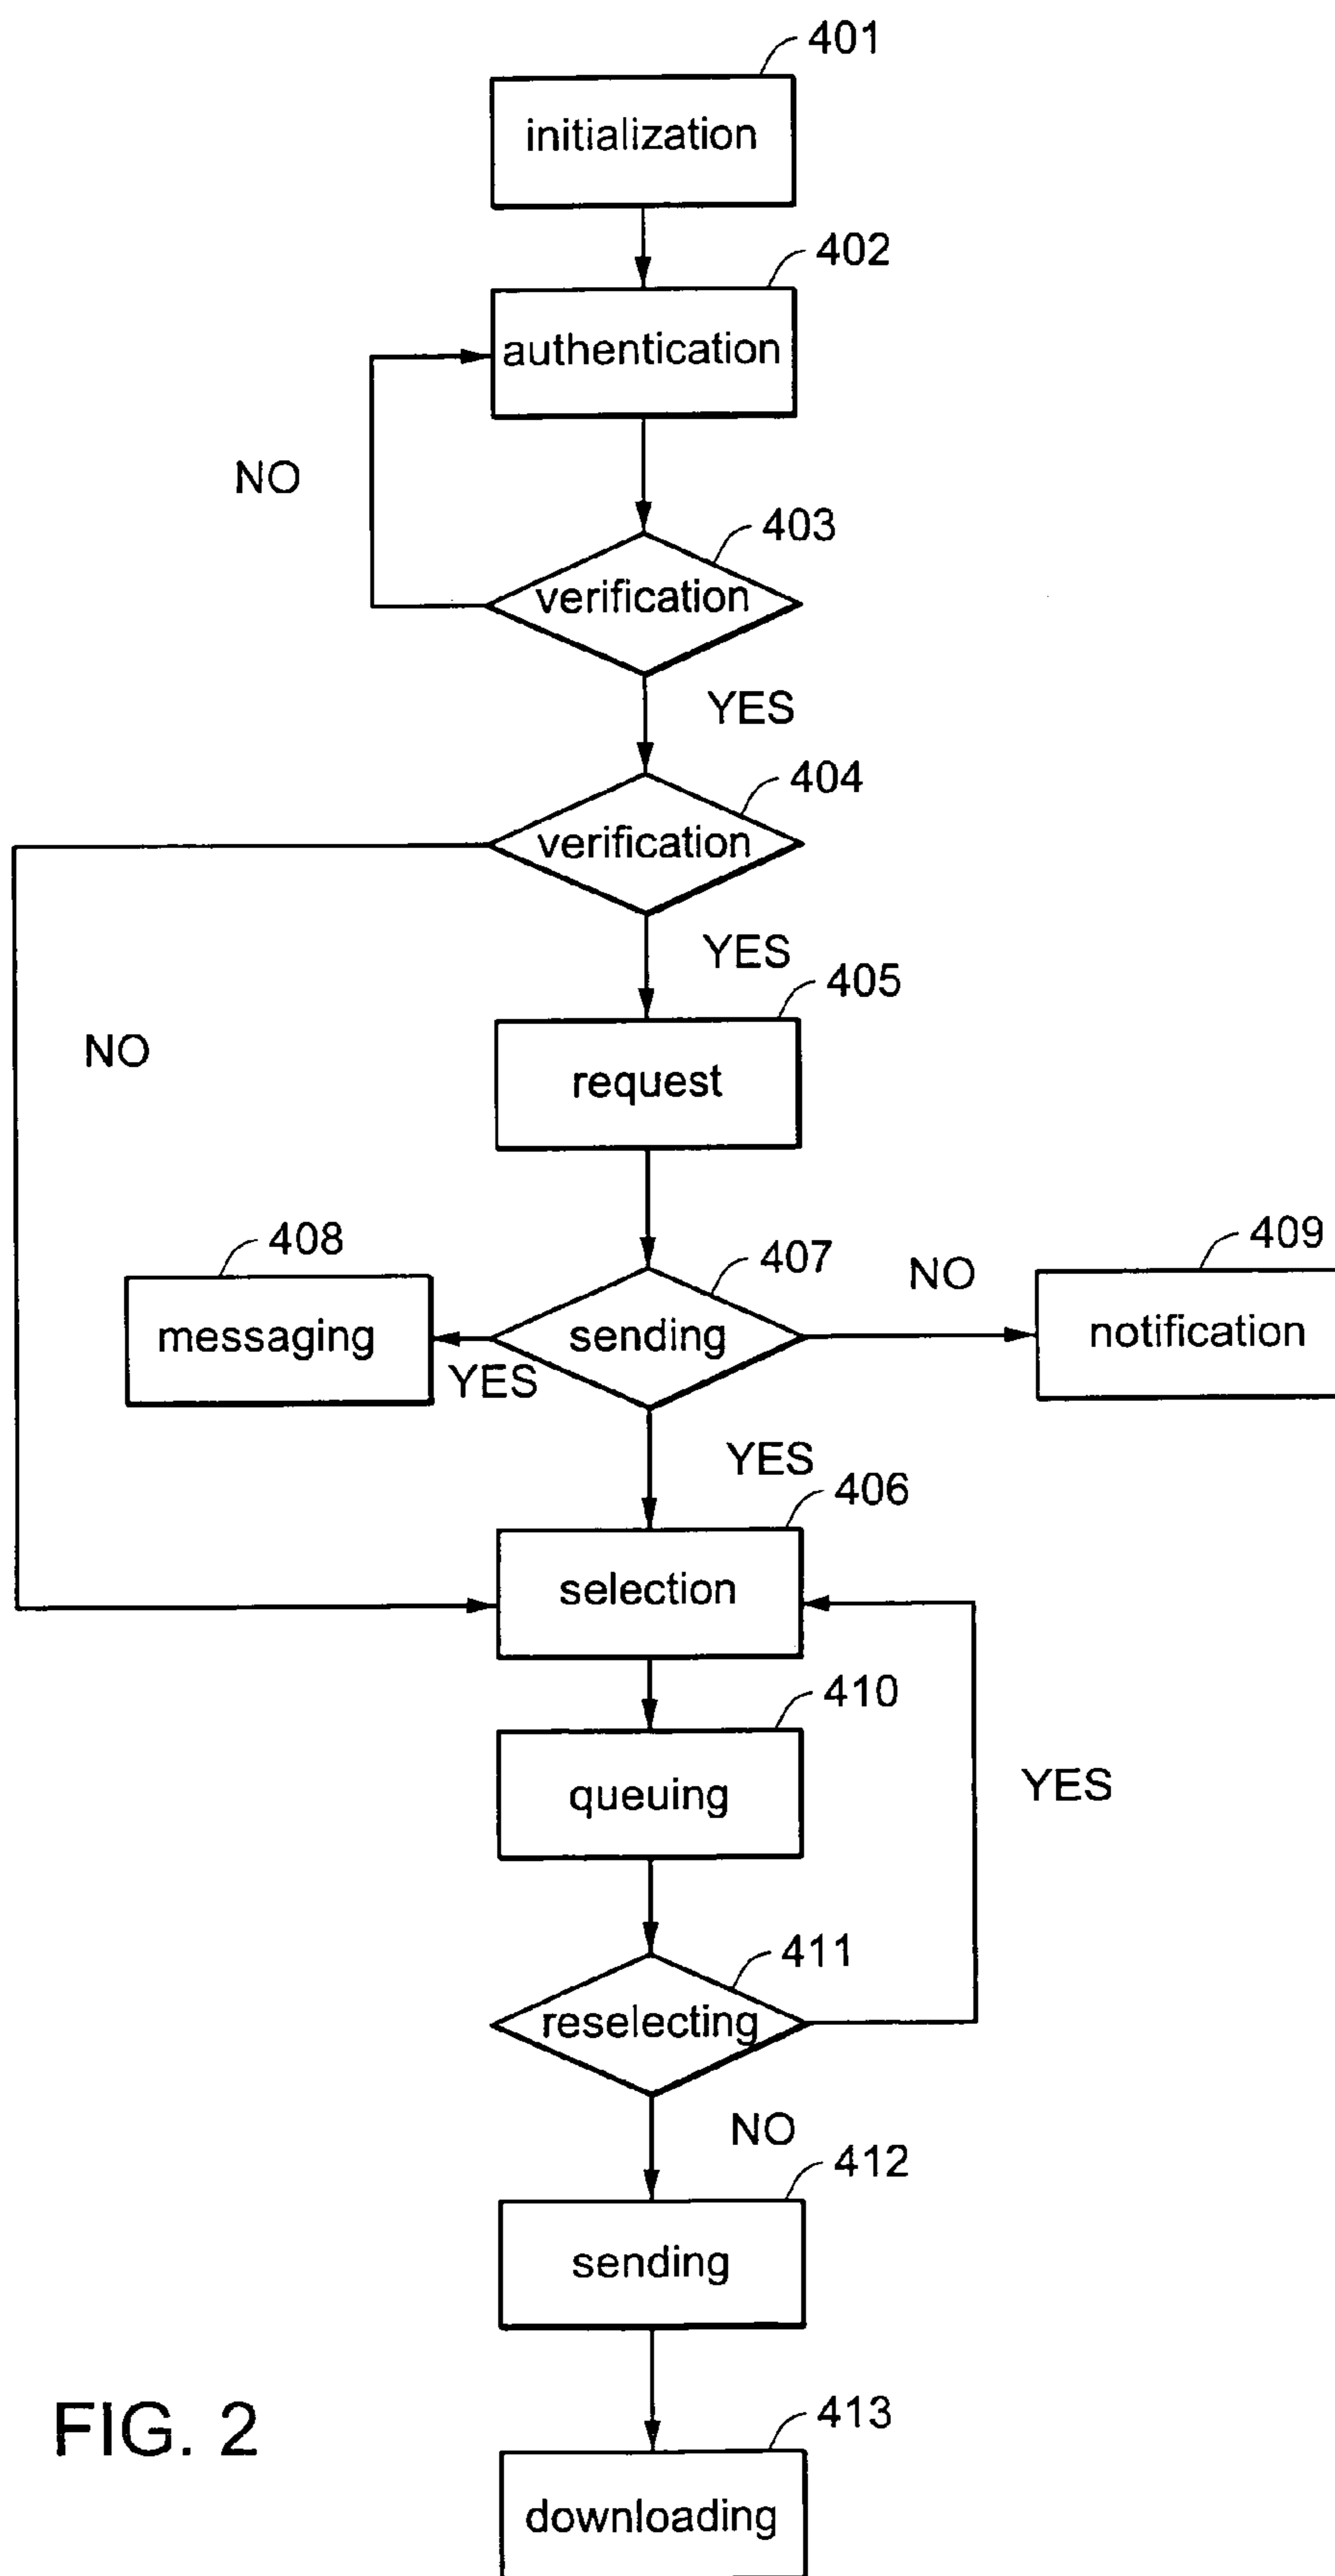 401
initialization
402
authentication
NO
403
verification
YES
404
verification
YES
405
request
NO
408
messaging
407
sending
YES
NO
409
notification
YES
406
selection
410
queuing
YES
411
reselecting
NO
412
sending
413
downloading
FIG. 2